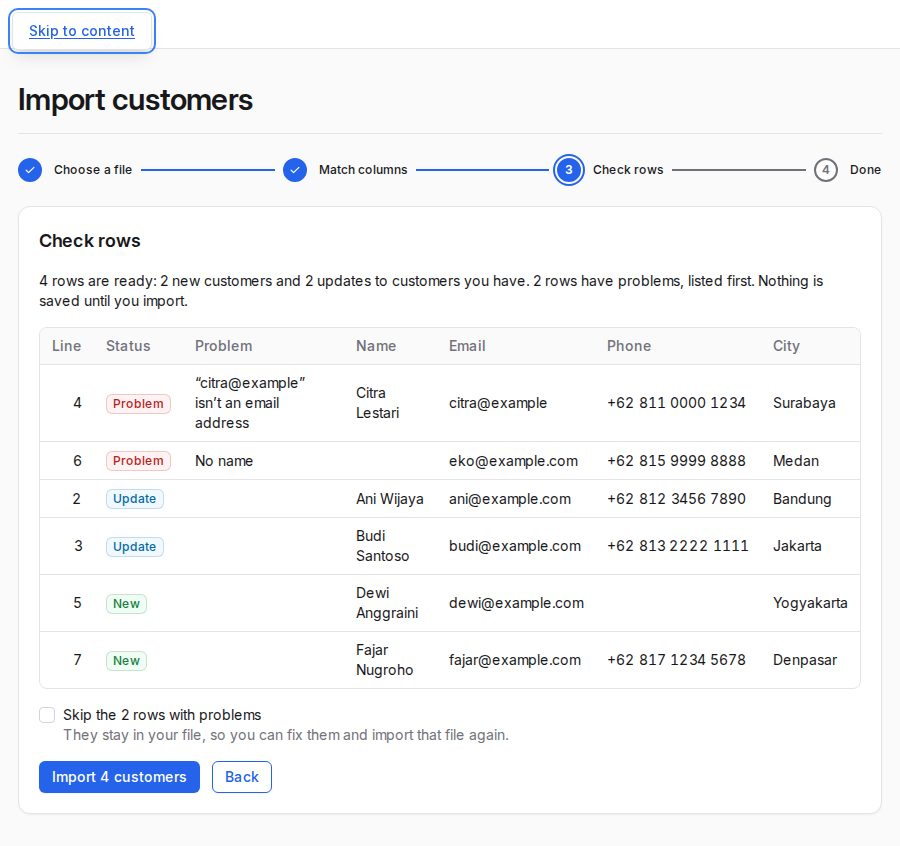 Skip to content
Import customers
Choose a file
Match columns
3 Check rows
4 Done
Check rows
4 rows are ready: 2 new customers and 2 updates to customers you have. 2 rows have problems, listed first. Nothing is
saved until you import.
Line Status Problem Name Email Phone City
4 Problem “citra@example” isn’t an email address Citra Lestari citra@example +62 811 0000 1234 Surabaya
6 Problem No name eko@example.com +62 815 9999 8888 Medan
2 Update Ani Wijaya ani@example.com +62 812 3456 7890 Bandung
3 Update Budi Santoso budi@example.com +62 813 2222 1111 Jakarta
5 New Dewi Anggraini dewi@example.com Yogyakarta
7 New Fajar Nugroho fajar@example.com +62 817 1234 5678 Denpasar
Skip the 2 rows with problems
They stay in your file, so you can fix them and import that file again.
Import 4 customers
Back